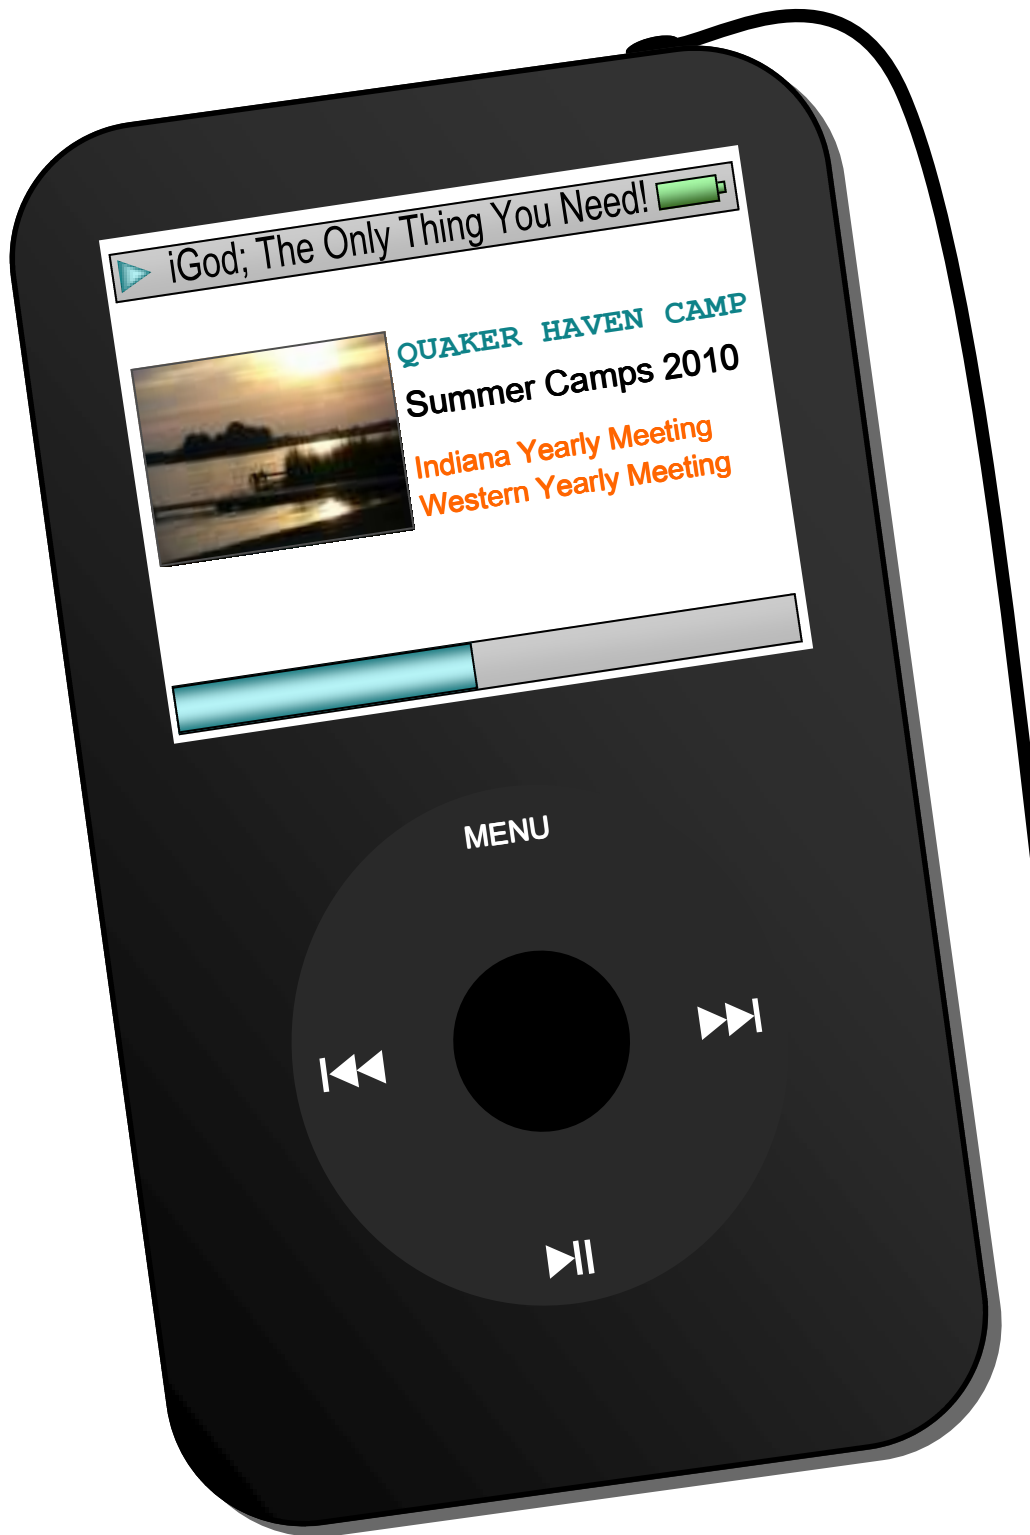 iGod; The Only Thing You Need!
QUAKER HAVEN CAMP
Summer Camps 2010
Indiana Yearly Meeting
Western Yearly Meeting
MENU